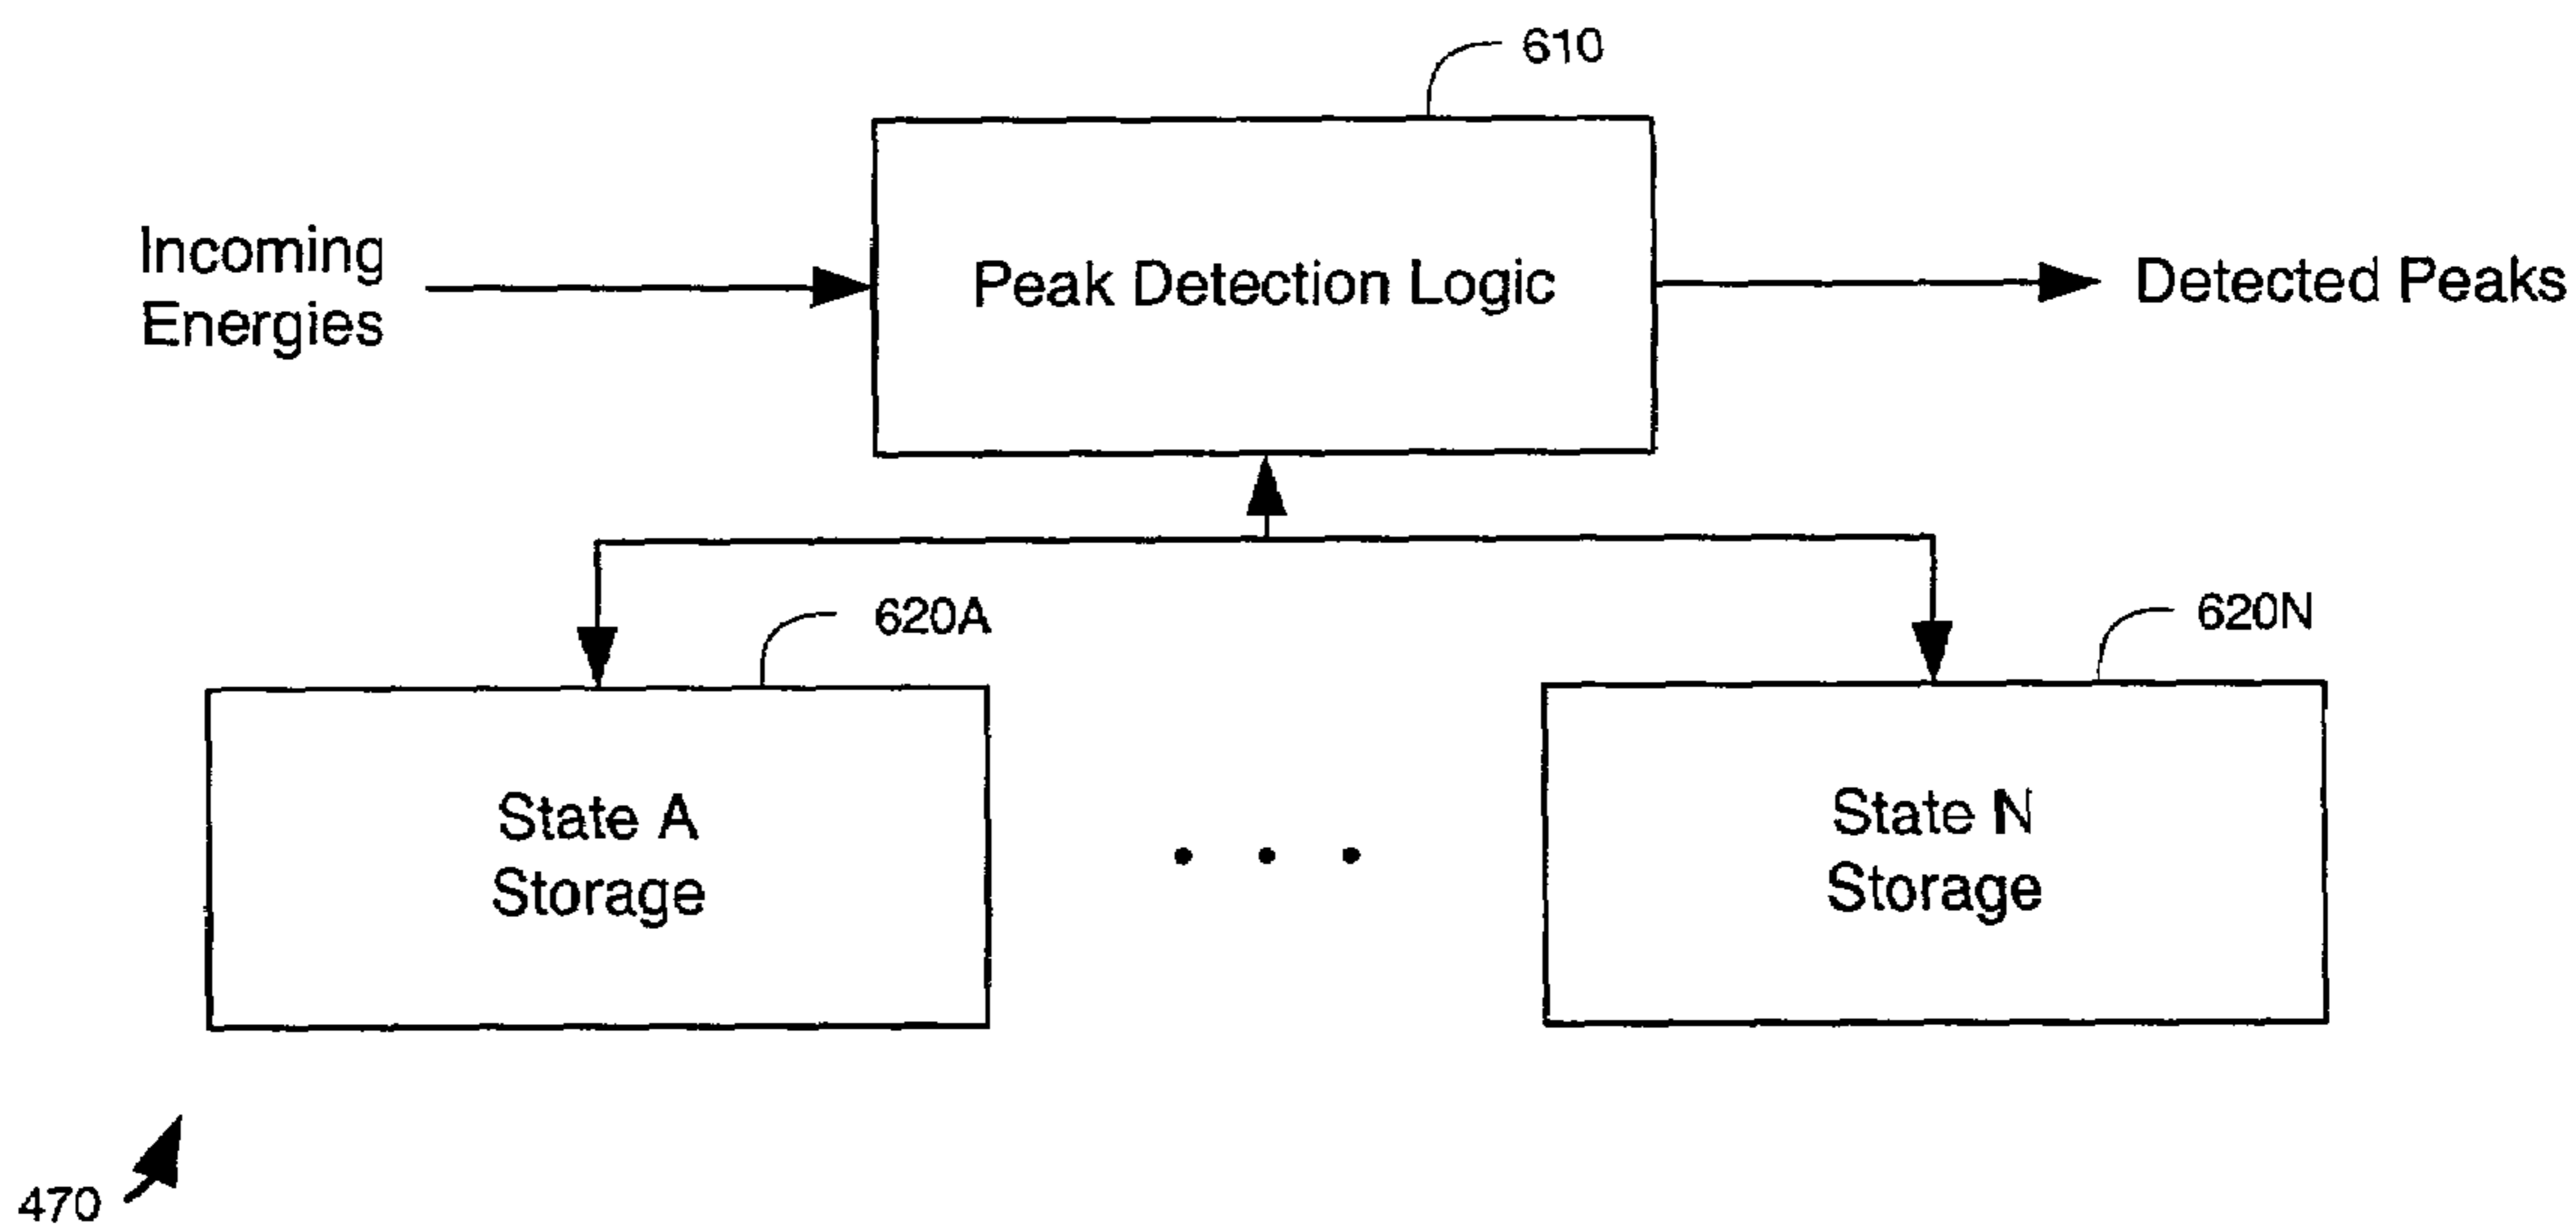 610
Incoming
Energies
Peak Detection Logic
Detected Peaks
620A
620N
State A
Storage
• • •
State N
Storage
470